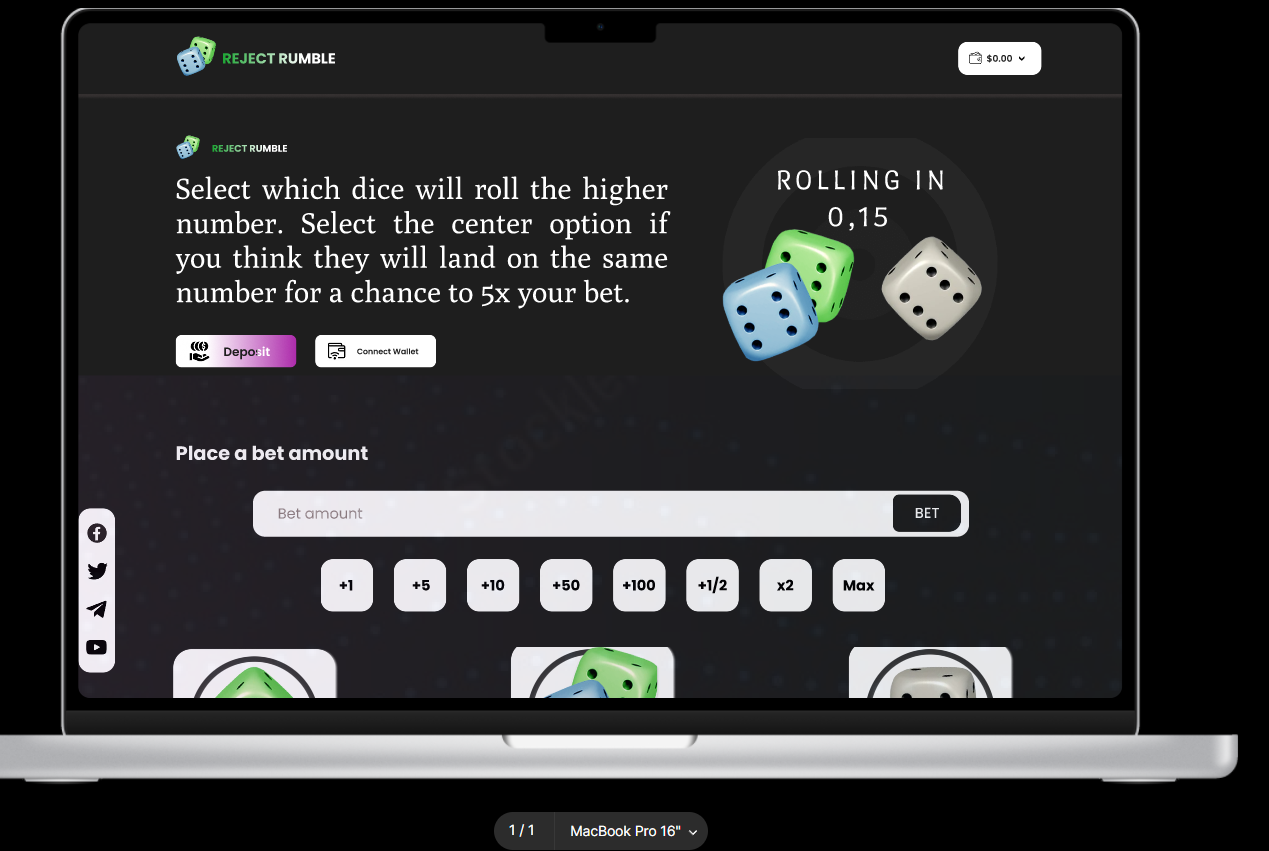 REJECT RUMBLE
$0.00
REJECT RUMBLE
Select which dice will roll the higher
number. Select the center option if
you think they will land on the same
number for a chance to 5x your bet.
ROLLING IN
0,15
Deposit
Connect Wallet
Place a bet amount
Bet amount
BET
+1
+5
+10
+50
+100
+1/2
x2
Max
1 / 1
MacBook Pro 16"